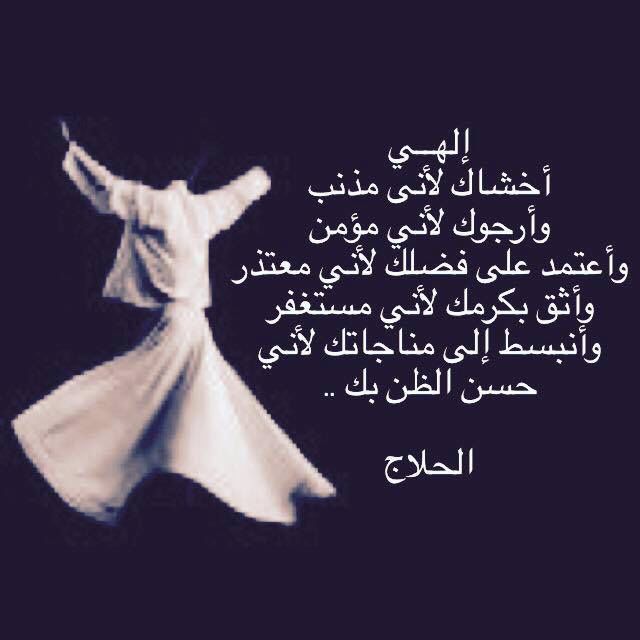 إلهـــي
أخشاك لأنى مذنب
وأرجوك لأني مؤمن
وأعتمد على فضلك لأني معتذر
وأثق بكرمك لأني مستغفر
وأنبسط إلى مناجاتك لأني
حسن الظن بك ..
الحلاج